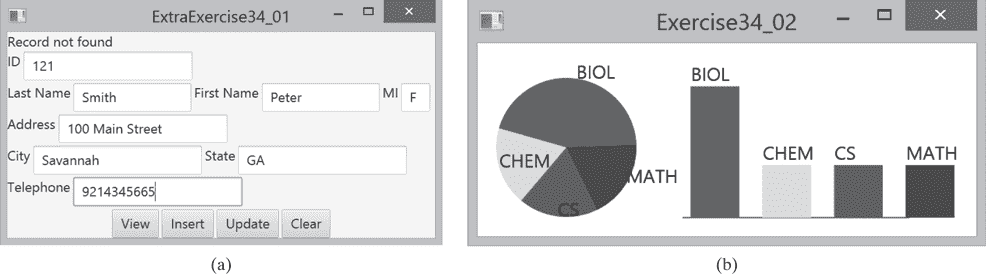 ExtraExercise34_01
Record not found
ID 121
Last Name Smith First Name Peter MI F
Address 100 Main Street
City Savannah State GA
Telephone 9214345665
View Insert Update Clear
(a)
Exercise34_02
BIOL
CHEM
MATH
CS
BIOL
CHEM CS MATH
(b)